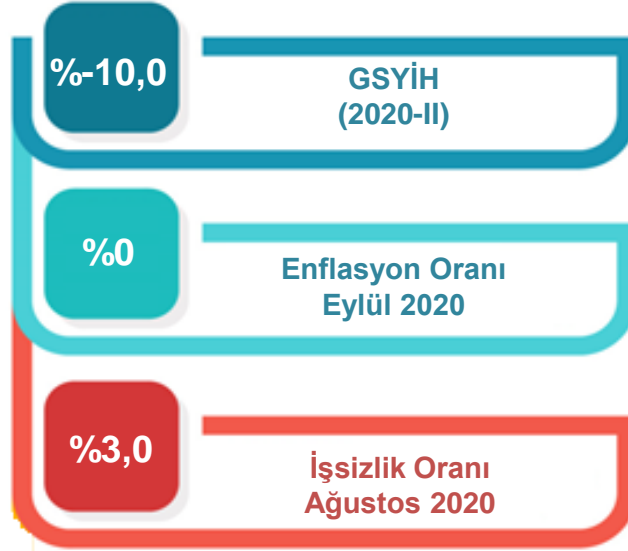 %-10,0
GSYİH
(2020-II)
%0
Enflasyon Oranı
Eylül 2020
%3,0
İşsizlik Oranı
Ağustos 2020